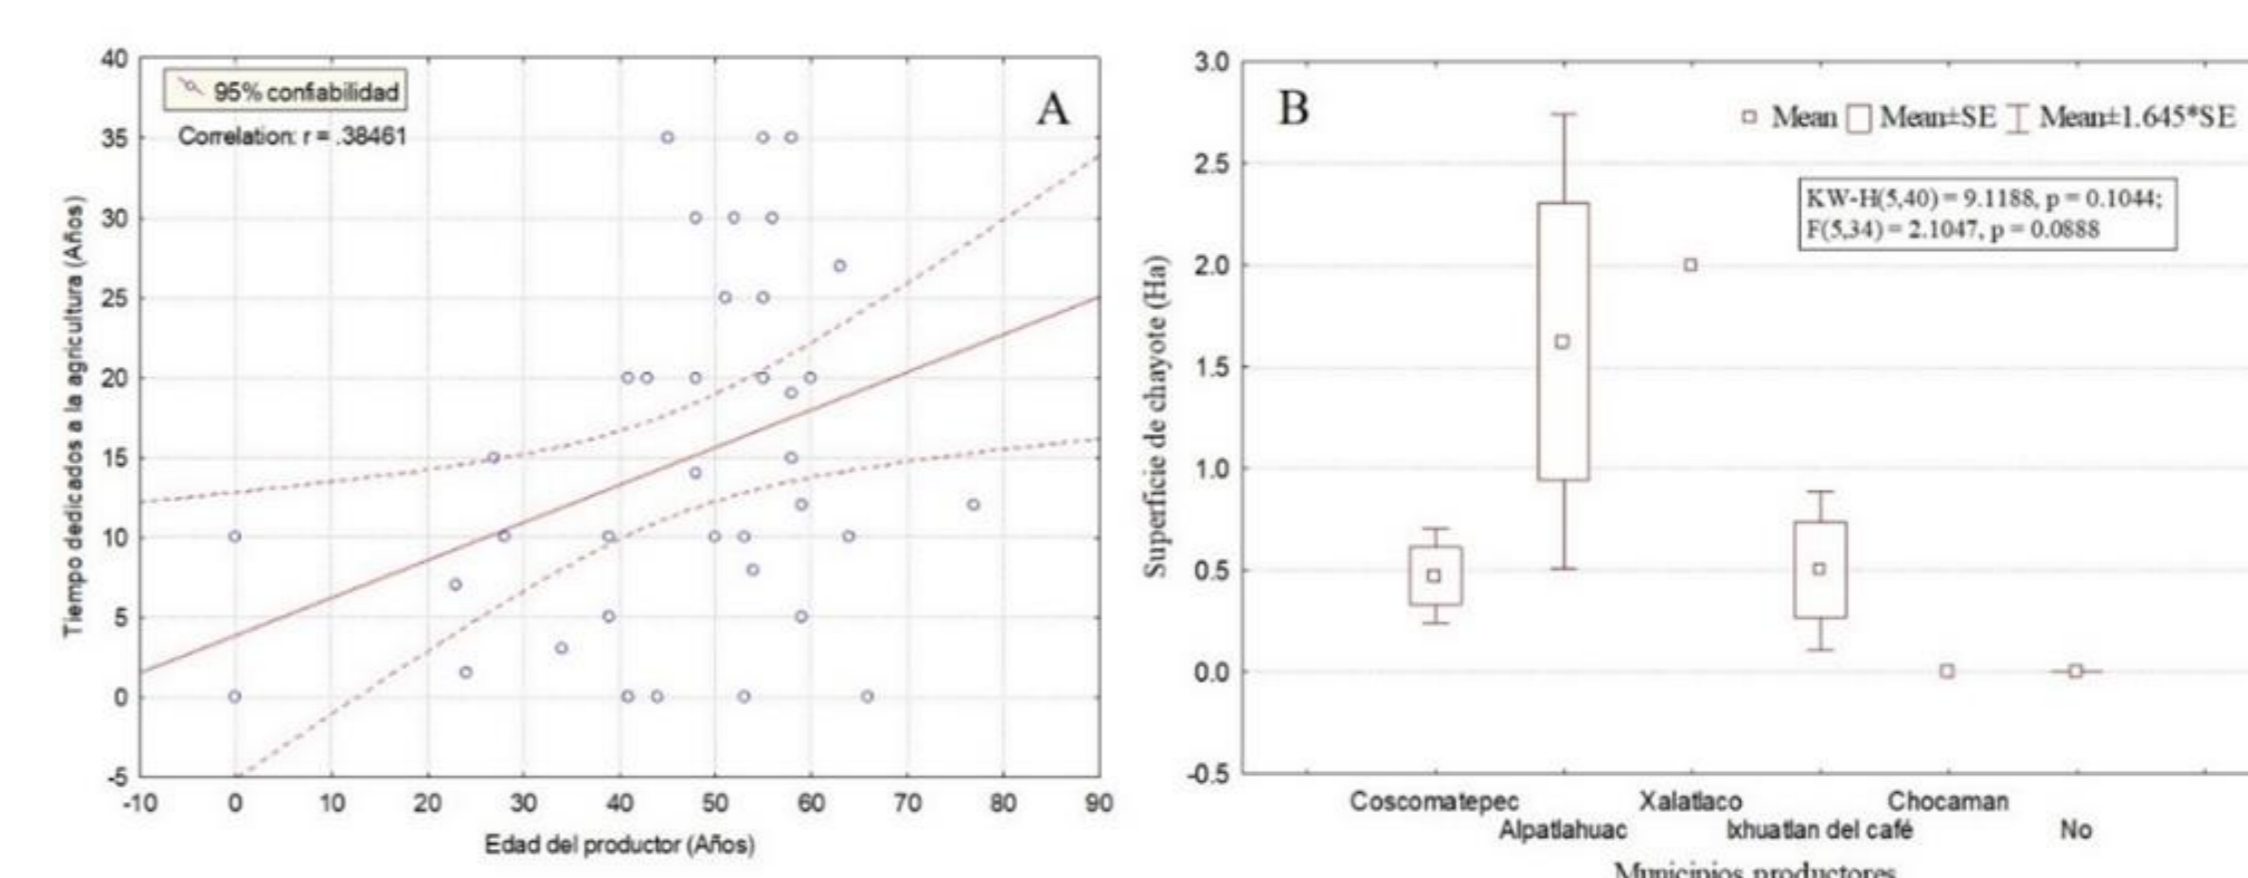 40
35
30
25
20
15
10
5
0
-5
-10 0 10 20 30 40 50 60 70 80 90
Tiempo dedicados a la agricultura (Años)
Edad del productor (Años)
95% confiabilidad
Correlation: r = .38461
A
3.0
2.5
2.0
1.5
1.0
0.5
0.0
-0.5
Superficie de chayote (Ha)
B
Mean Mean±SE Mean±1.645*SE
KW-H(5,40) = 9.1188, p = 0.1044;
F(5,34) = 2.1047, p = 0.0888
Coscomatepec Xalatlaco Chocaman
Alpatlahuac Ixhuatlan del café No
Municipios productores